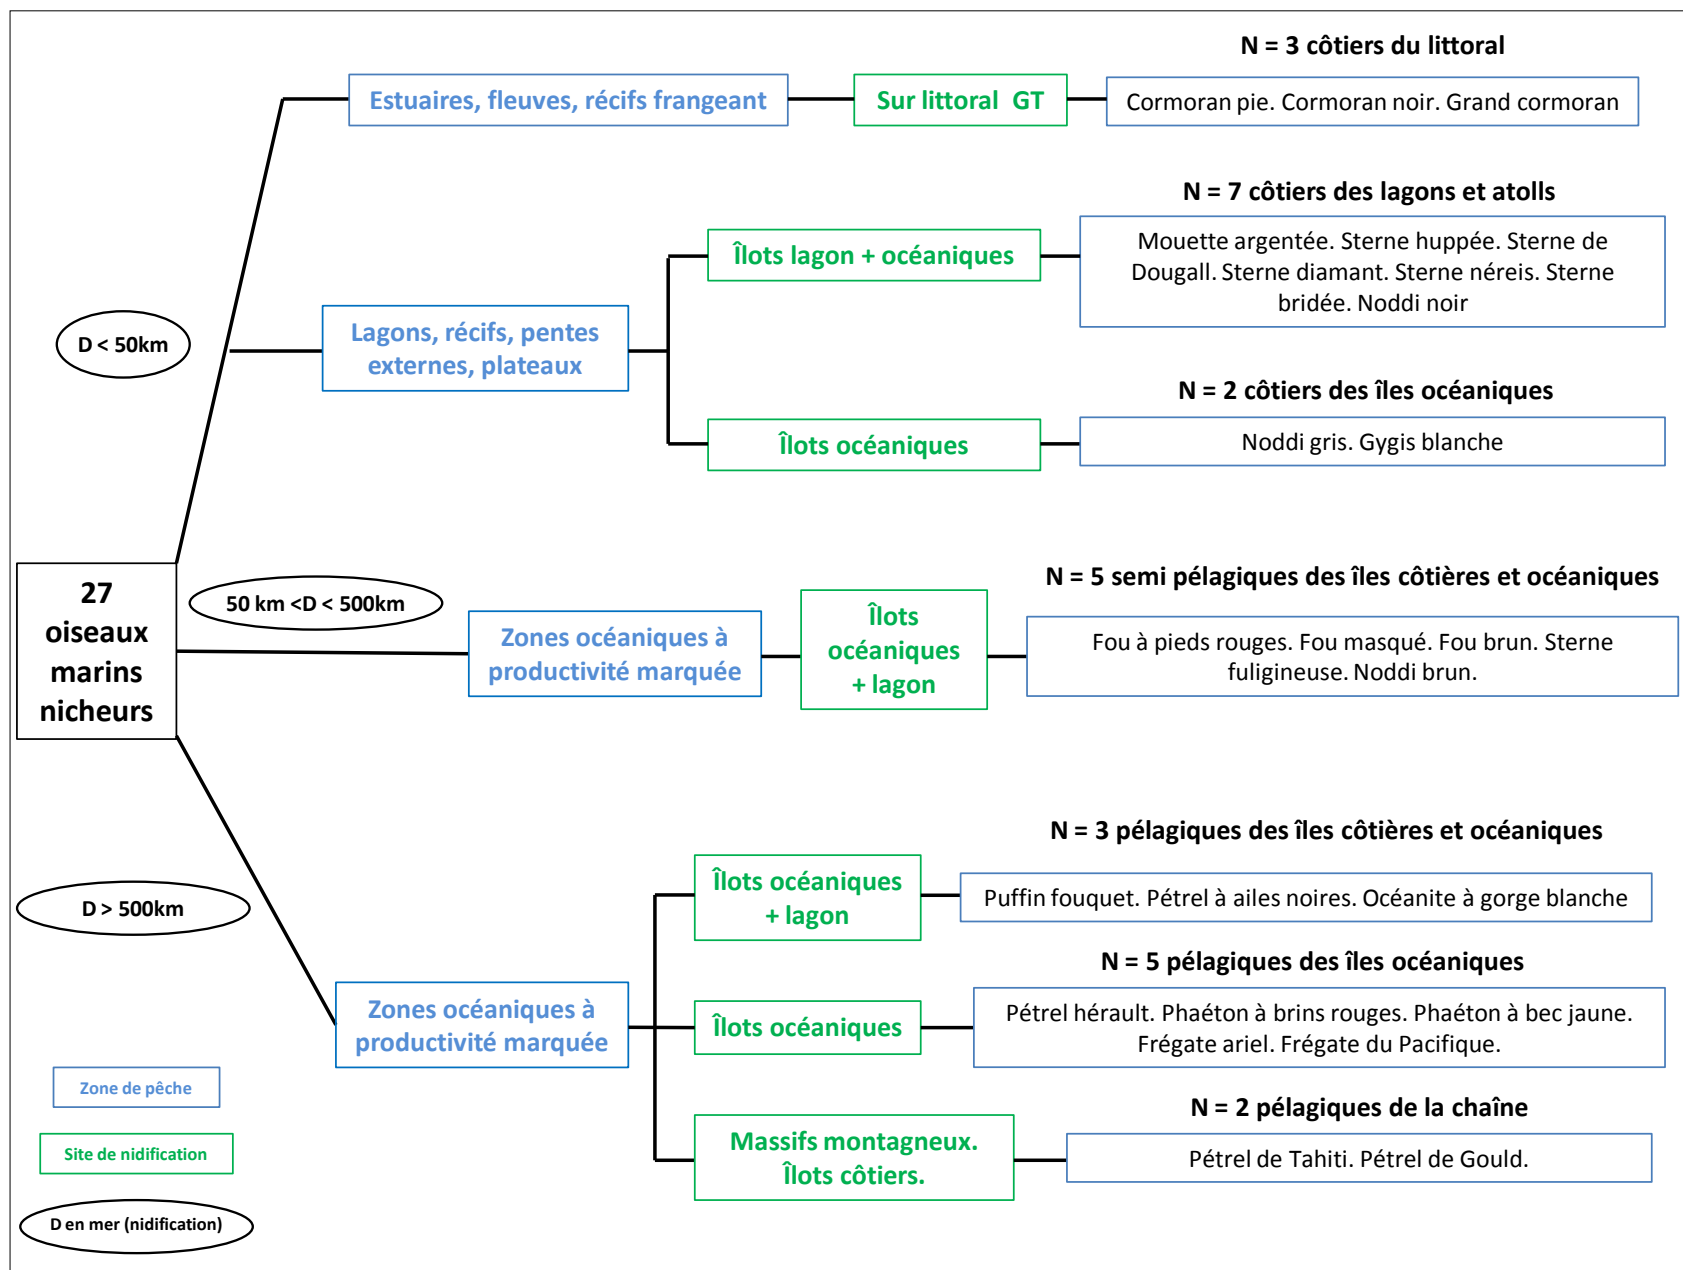 N = 3 côtiers du littoral
Estuaires, fleuves, récifs frangeant
Sur littoral GT
Cormoran pie. Cormoran noir. Grand cormoran
N = 7 côtiers des lagons et atolls
Îlots lagon + océaniques
Mouette argentée. Sterne huppée. Sterne de
Dougall. Sterne diamant. Sterne néreis. Sterne
bridée. Noddi noir
D < 50km
Lagons, récifs, pentes
externes, plateaux
N = 2 côtiers des îles océaniques
Îlots océaniques
Noddi gris. Gygis blanche
27
oiseaux
marins
nicheurs
50 km <D < 500km
N = 5 semi pélagiques des îles côtières et océaniques
Zones océaniques à
productivité marquée
Îlots
océaniques
+ lagon
Fou à pieds rouges. Fou masqué. Fou brun. Sterne
fuligineuse. Noddi brun.
N = 3 pélagiques des îles côtières et océaniques
D > 500km
Îlots océaniques
+ lagon
Puffin fouquet. Pétrel à ailes noires. Océanite à gorge blanche
N = 5 pélagiques des îles océaniques
Zones océaniques à
productivité marquée
Îlots océaniques
Pétrel hérault. Phaéton à brins rouges. Phaéton à bec jaune.
Frégate ariel. Frégate du Pacifique.
N = 2 pélagiques de la chaîne
Massifs montagneux.
Îlots côtiers.
Pétrel de Tahiti. Pétrel de Gould.
Zone de pêche
Site de nidification
D en mer (nidification)